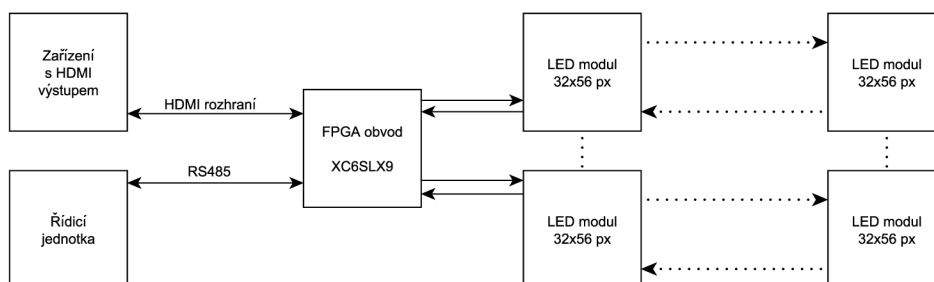 Zařízení
s HDMI
výstupem
HDMI rozhraní
FPGA obvod
XC6SLX9
LED modul
32x56 px
LED modul
32x56 px
Řídicí
jednotka
RS485
LED modul
32x56 px
LED modul
32x56 px